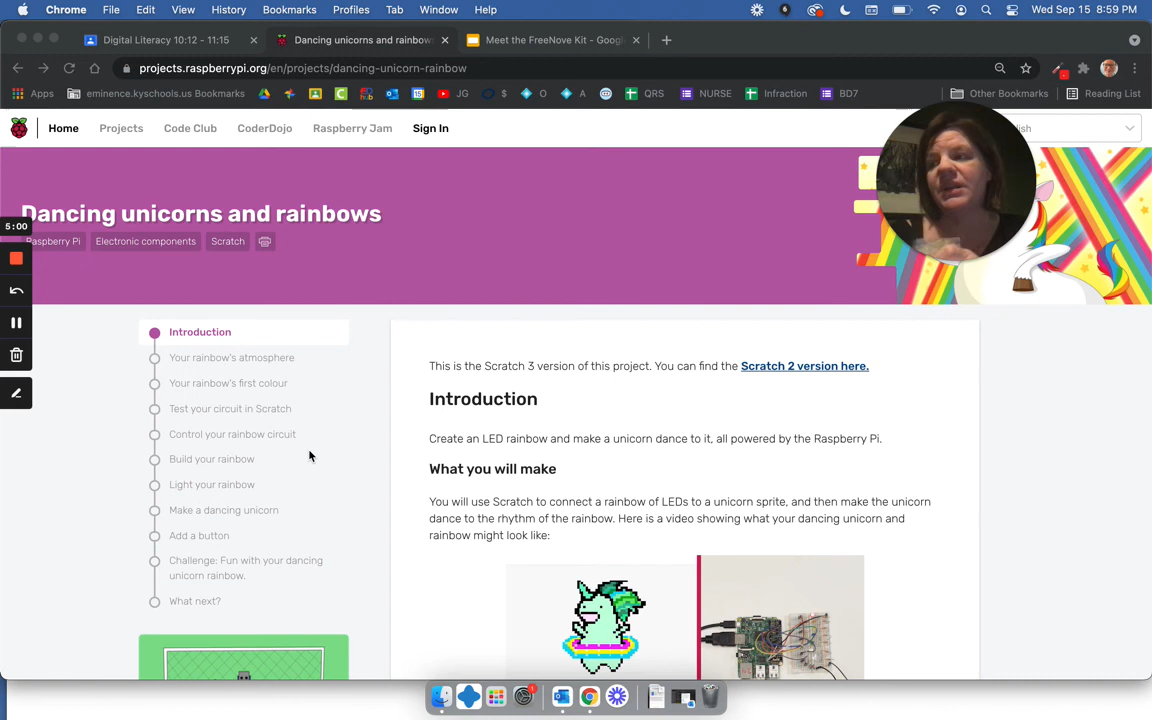 Chrome File Edit View History Bookmarks Profiles Tab Window Help 6 Wed Sep 15 8:59 PM
Digital Literacy 10:12 - 11:15 Dancing unicorns and rainbows Meet the FreeNove Kit - Goog
projects.raspberrypi.org/en/projects/dancing-unicorn-rainbow
Apps eminence.kyschools.us Bookmarks JG $ O A QRS NURSE Infraction BD7 Other Bookmarks Reading List
Home Projects Code Club CoderDojo Raspberry Jam Sign In
Dancing unicorns and rainbows
5:00
Raspberry Pi Electronic components Scratch
Introduction
Your rainbow's atmosphere
Your rainbow's first colour
Test your circuit in Scratch
Control your rainbow circuit
Build your rainbow
Light your rainbow
Make a dancing unicorn
Add a button
Challenge: Fun with your dancing
unicorn rainbow.
What next?
This is the Scratch 3 version of this project. You can find the Scratch 2 version here.
Introduction
Create an LED rainbow and make a unicorn dance to it, all powered by the Raspberry Pi.
What you will make
You will use Scratch to connect a rainbow of LEDs to a unicorn sprite, and then make the unicorn
dance to the rhythm of the rainbow. Here is a video showing what your dancing unicorn and
rainbow might look like: